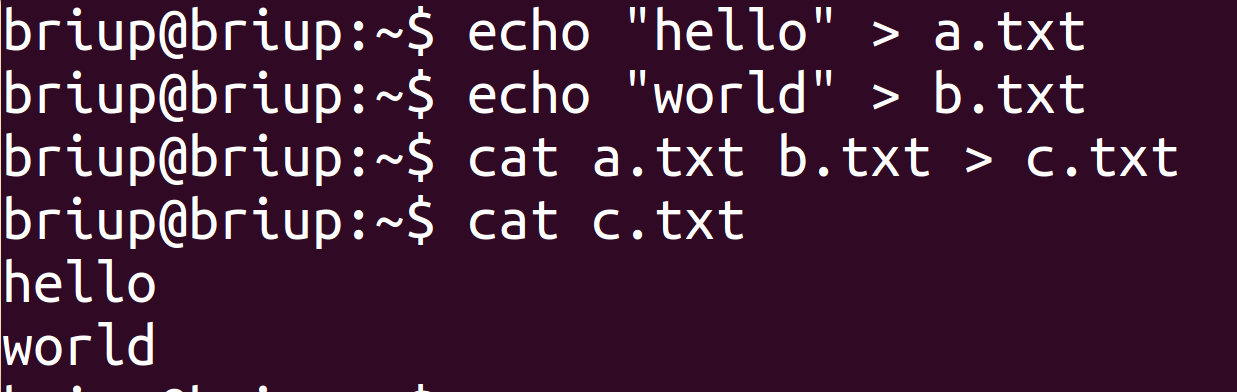 briup@briup:~$ echo "hello" > a.txt
briup@briup:~$ echo "world" > b.txt
briup@briup:~$ cat a.txt b.txt > c.txt
briup@briup:~$ cat c.txt
hello
world